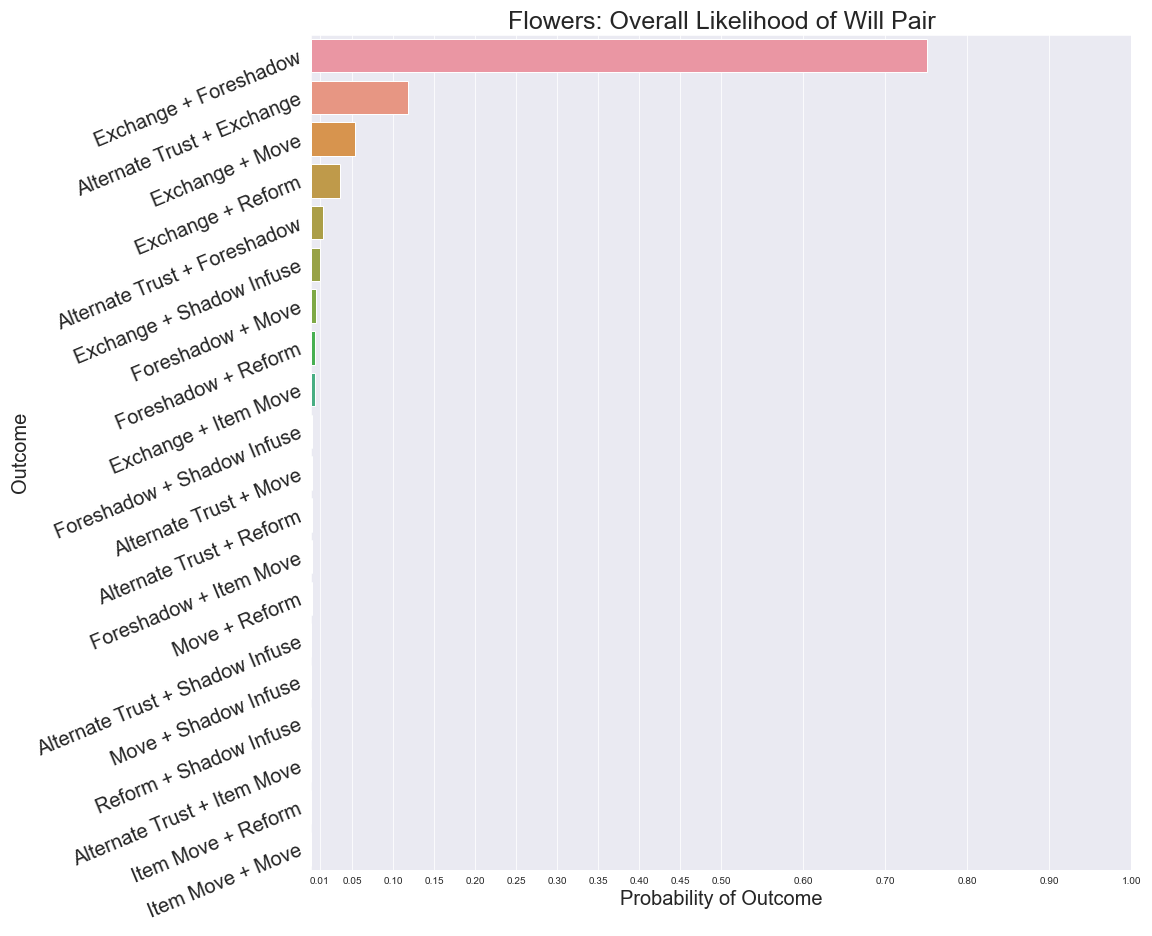 Flowers: Overall Likelihood of Will Pair
Exchange + Foreshadow
Alternate Trust + Exchange
Exchange + Move
Exchange + Reform
Alternate Trust + Foreshadow
Exchange + Shadow Infuse
Foreshadow + Move
Foreshadow + Reform
Exchange + Item Move
Foreshadow + Shadow Infuse
Alternate Trust + Move
Alternate Trust + Reform
Foreshadow + Item Move
Move + Reform
Alternate Trust + Shadow Infuse
Move + Shadow Infuse
Reform + Shadow Infuse
Alternate Trust + Item Move
Item Move + Reform
Item Move + Move
Outcome
0.01 0.05 0.10 0.15 0.20 0.25 0.30 0.35 0.40 0.45 0.50 0.60 0.70 0.80 0.90 1.00
Probability of Outcome